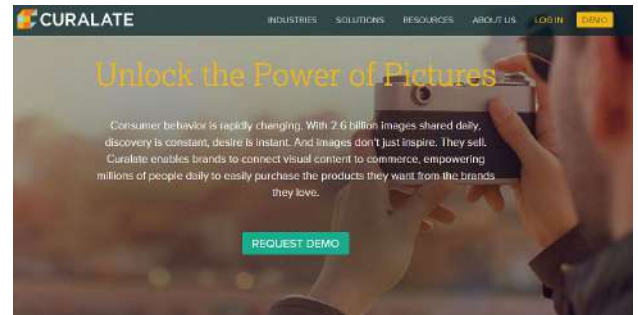 CURALATE
INDUSTRIES SOLUTIONS RESOURCES ABOUT US LOGIN DEMO
Unlock the Power of Pictures
Consumer behavior is rapidly changing. With 2.6 billion images shared daily,
discovery is constant, desire is instant. And images don't just inspire. They sell.
Curalate enables brands to connect visual content to commerce, empowering
millions of people daily to easily purchase the products they want from the brands
they love.
REQUEST DEMO